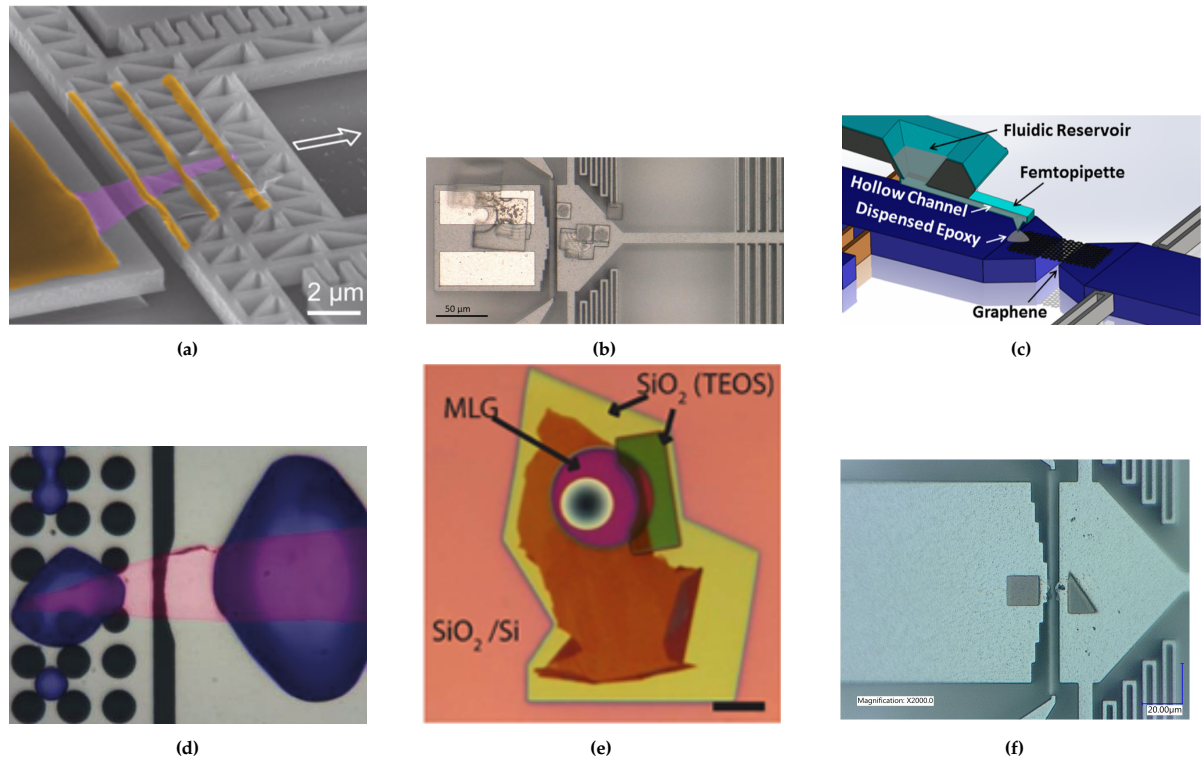 2 μm
(a)
50 μm
(b)
Fluidic Reservoir
Femtopipette
Hollow Channel
Dispensed Epoxy
Graphene
(c)
(d)
MLG
SiO₂ (TEOS)
SiO₂ /Si
(e)
Magnification: X2000.0
20.00μm
(f)